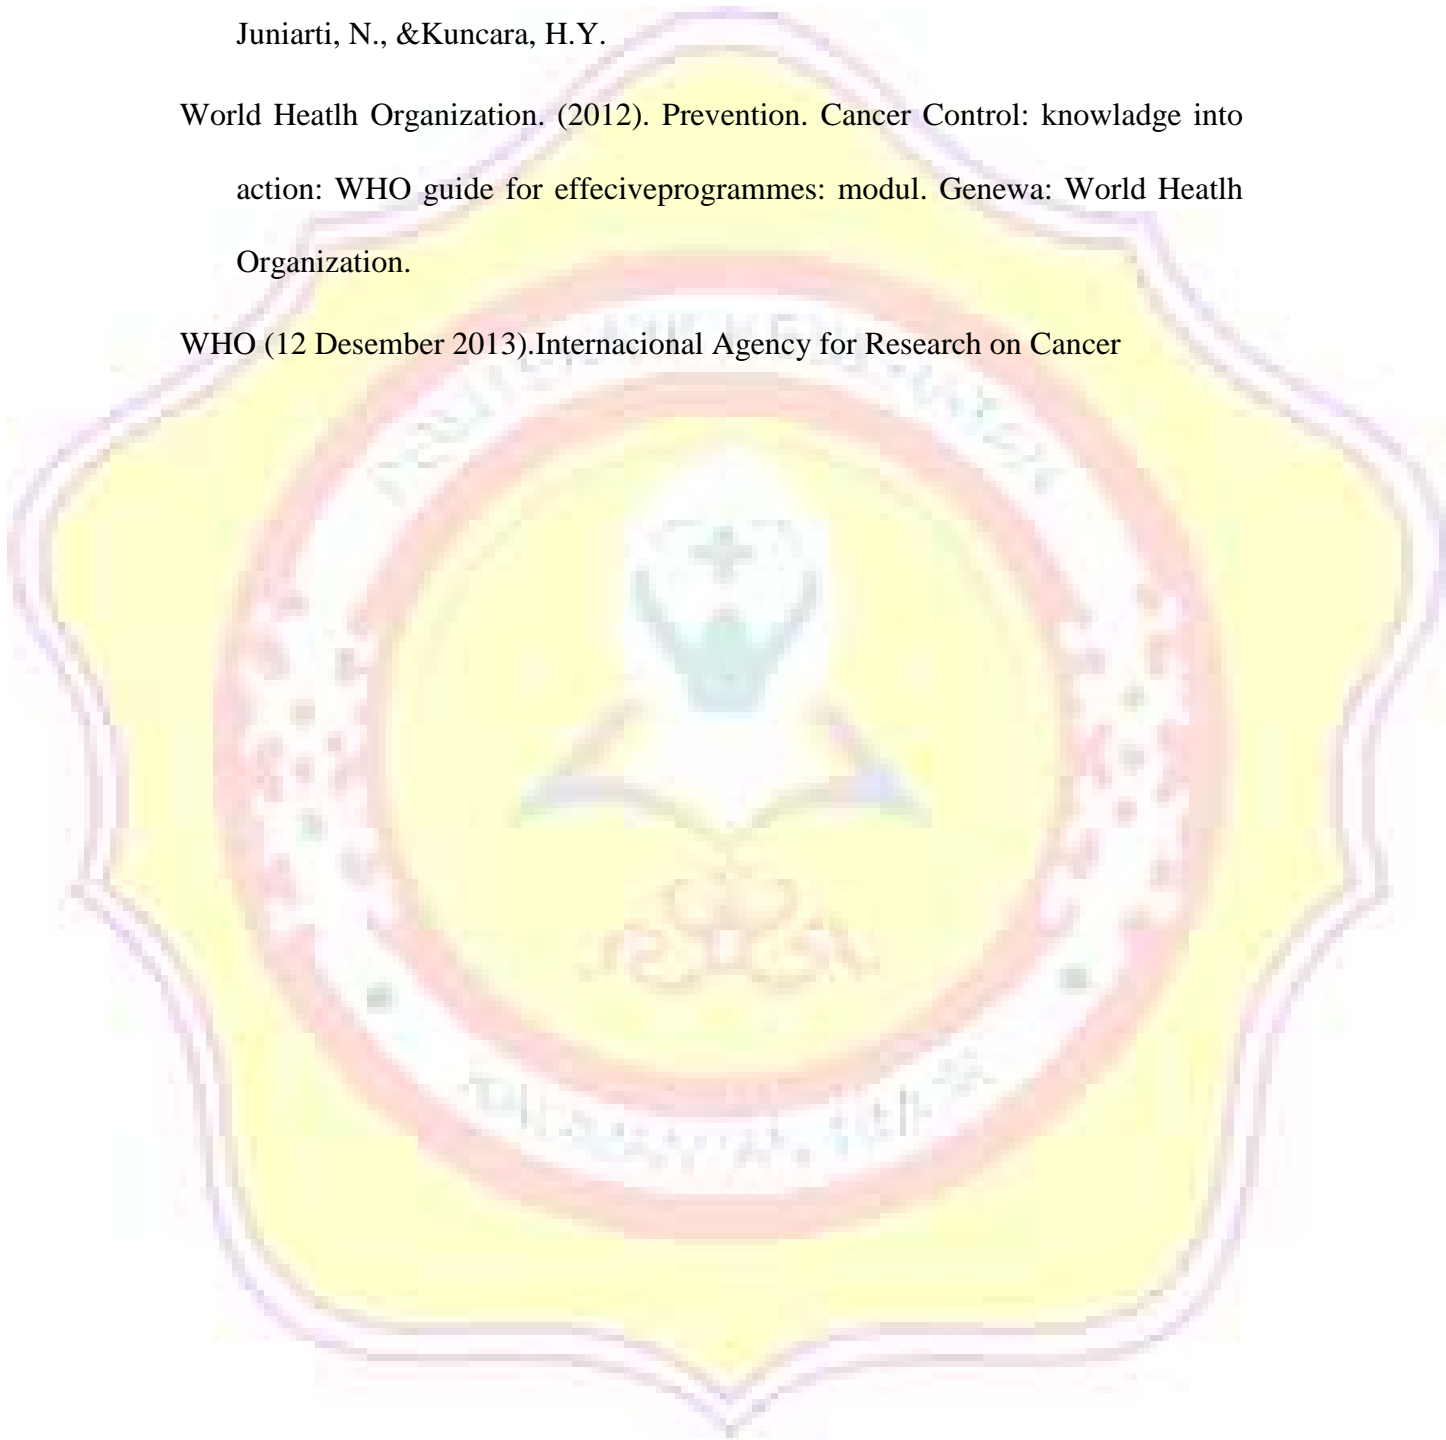 Juniarti, N., &Kuncara, H.Y.
World Heatlh Organization. (2012). Prevention. Cancer Control: knowladge into
action: WHO guide for effeciveprogrammes: modul. Genewa: World Heatlh
Organization.
WHO (12 Desember 2013).Internacional Agency for Research on Cancer